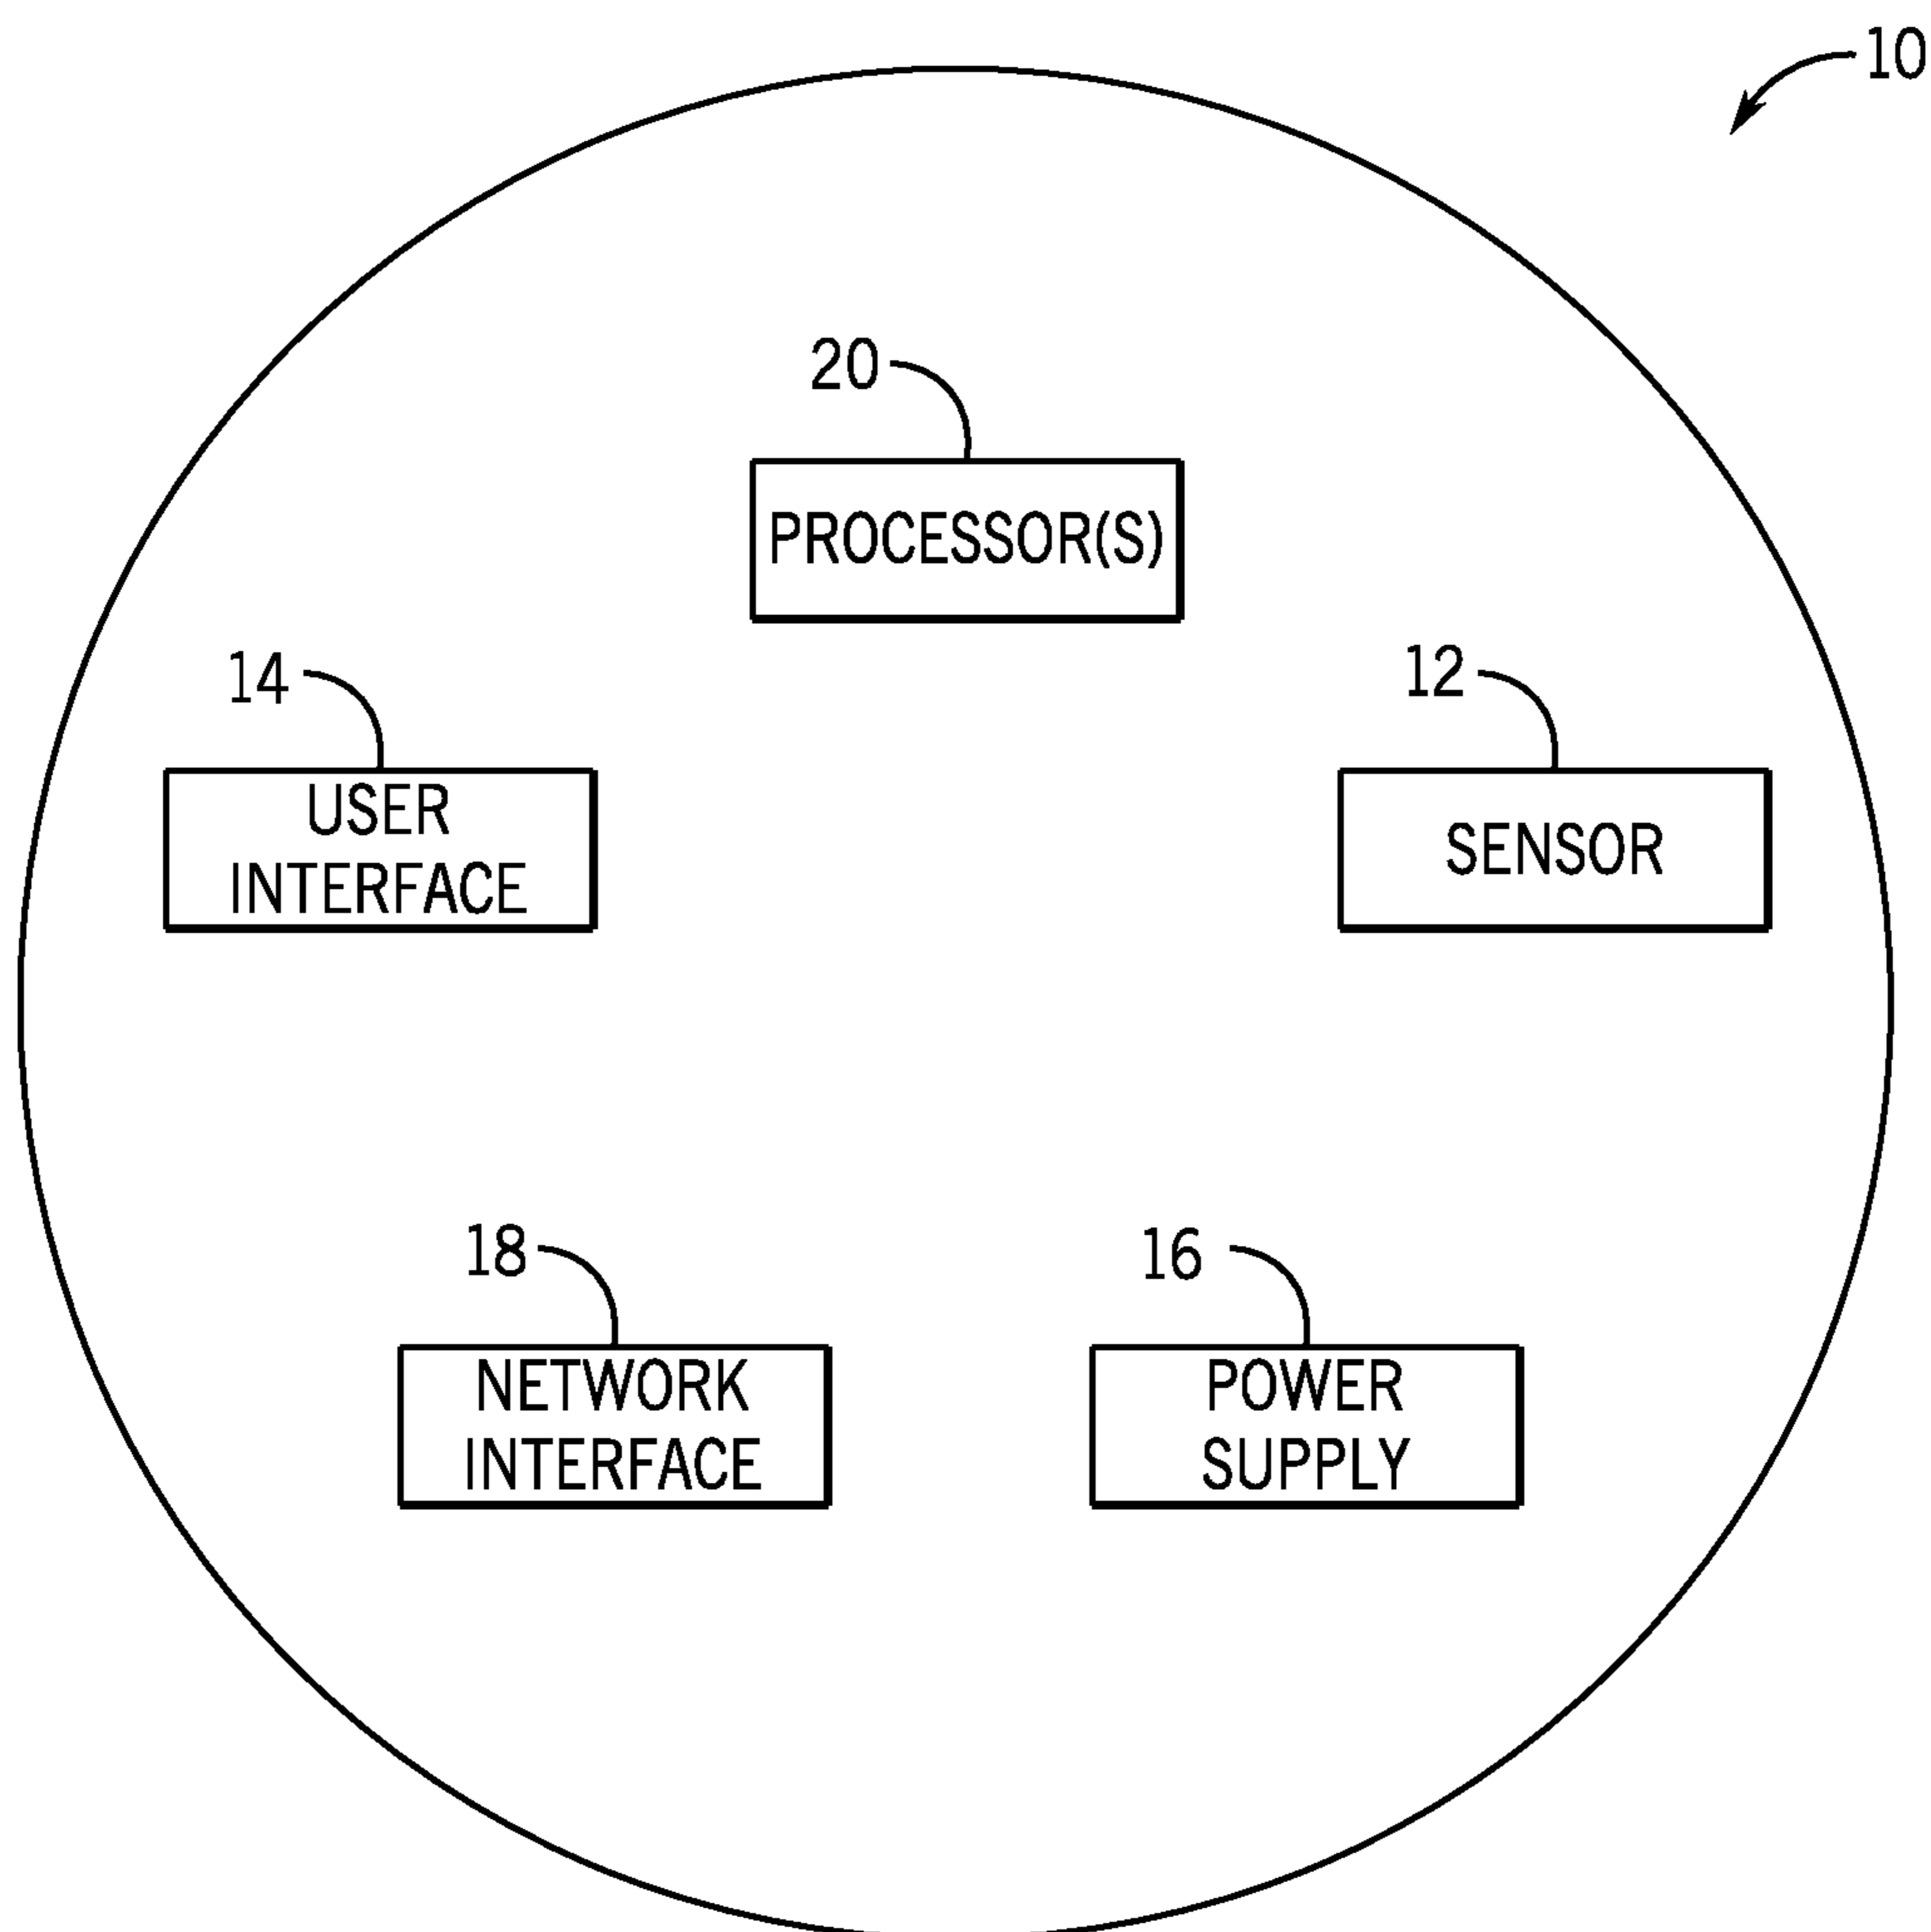 10
20
PROCESSOR(S)
14
12
USER
INTERFACE
SENSOR
18
16
NETWORK
INTERFACE
POWER
SUPPLY